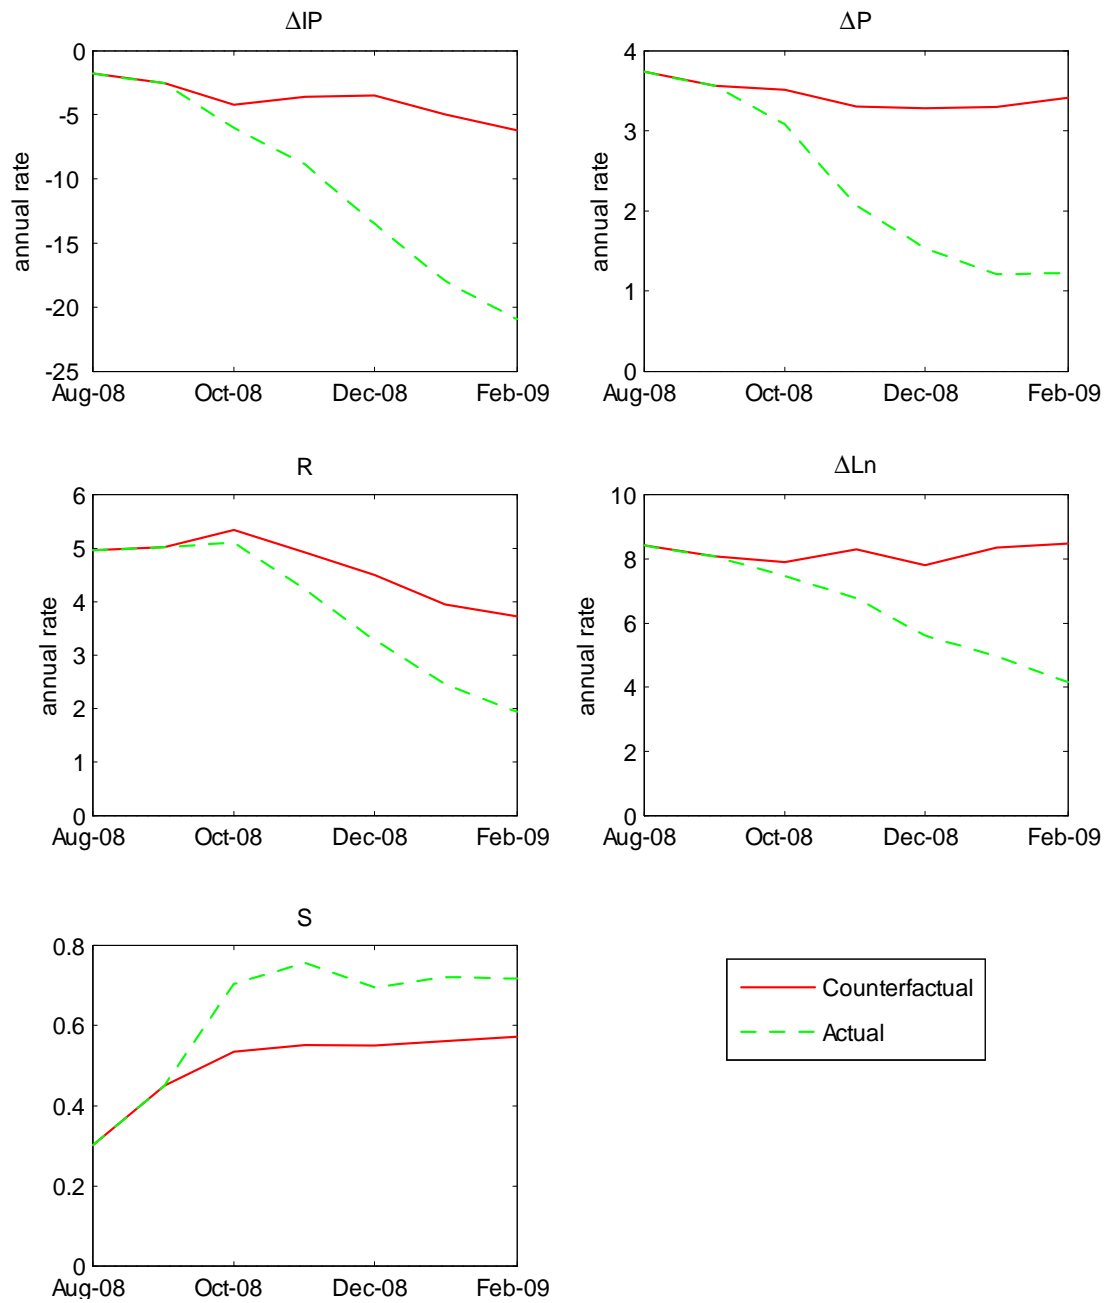 ΔIP
0
-5
-10
-15
-20
-25
annual rate
Aug-08 Oct-08 Dec-08 Feb-09
ΔP
4
3
2
1
0
annual rate
Aug-08 Oct-08 Dec-08 Feb-09
R
6
5
4
3
2
1
0
annual rate
Aug-08 Oct-08 Dec-08 Feb-09
ΔLn
10
8
6
4
2
0
annual rate
Aug-08 Oct-08 Dec-08 Feb-09
S
0.8
0.6
0.4
0.2
0
Aug-08 Oct-08 Dec-08 Feb-09
Counterfactual
Actual